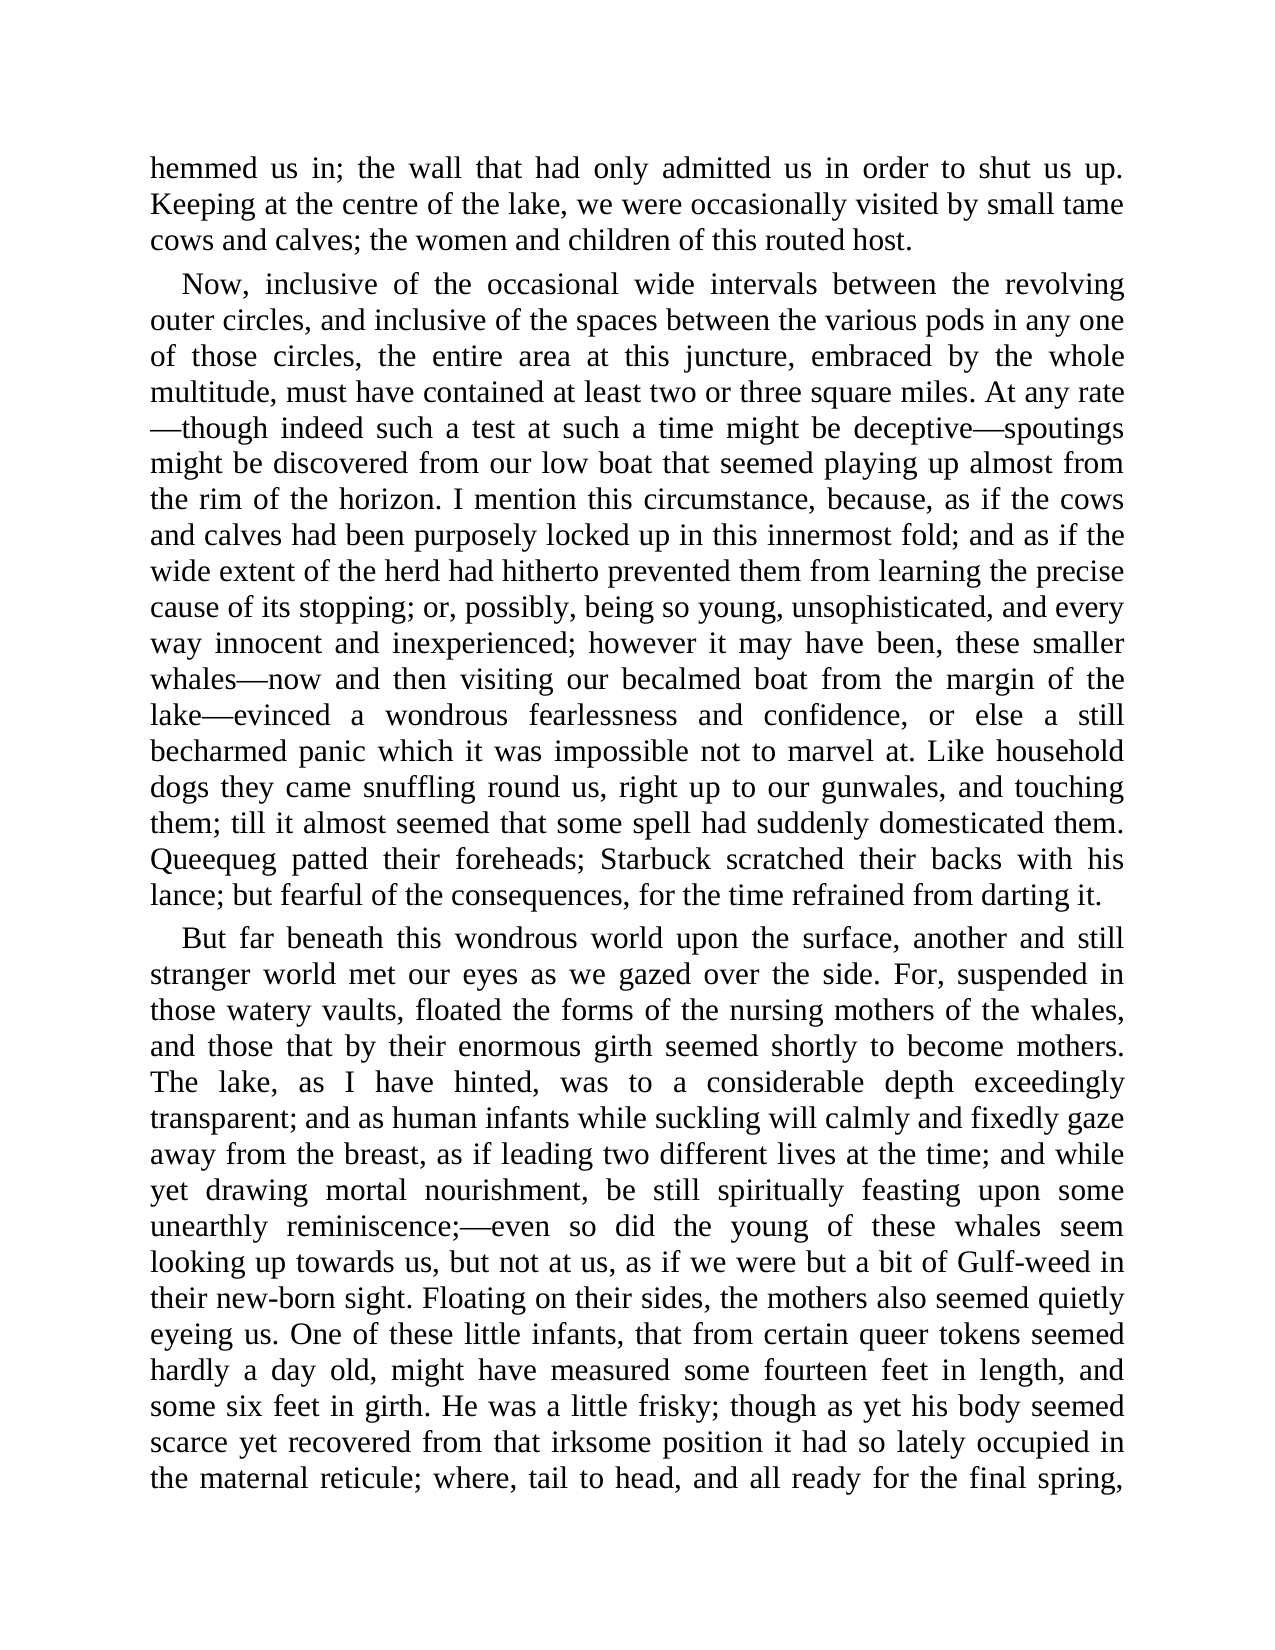 hemmed us in; the wall that had only admitted us in order to shut us up.
Keeping at the centre of the lake, we were occasionally visited by small tame
cows and calves; the women and children of this routed host.
Now, inclusive of the occasional wide intervals between the revolving
outer circles, and inclusive of the spaces between the various pods in any one
of those circles, the entire area at this juncture, embraced by the whole
multitude, must have contained at least two or three square miles. At any rate
—though indeed such a test at such a time might be deceptive—spoutings
might be discovered from our low boat that seemed playing up almost from
the rim of the horizon. I mention this circumstance, because, as if the cows
and calves had been purposely locked up in this innermost fold; and as if the
wide extent of the herd had hitherto prevented them from learning the precise
cause of its stopping; or, possibly, being so young, unsophisticated, and every
way innocent and inexperienced; however it may have been, these smaller
whales—now and then visiting our becalmed boat from the margin of the
lake—evinced a wondrous fearlessness and confidence, or else a still
becharmed panic which it was impossible not to marvel at. Like household
dogs they came snuffling round us, right up to our gunwales, and touching
them; till it almost seemed that some spell had suddenly domesticated them.
Queequeg patted their foreheads; Starbuck scratched their backs with his
lance; but fearful of the consequences, for the time refrained from darting it.
But far beneath this wondrous world upon the surface, another and still
stranger world met our eyes as we gazed over the side. For, suspended in
those watery vaults, floated the forms of the nursing mothers of the whales,
and those that by their enormous girth seemed shortly to become mothers.
The lake, as I have hinted, was to a considerable depth exceedingly
transparent; and as human infants while suckling will calmly and fixedly gaze
away from the breast, as if leading two different lives at the time; and while
yet drawing mortal nourishment, be still spiritually feasting upon some
unearthly reminiscence;—even so did the young of these whales seem
looking up towards us, but not at us, as if we were but a bit of Gulf-weed in
their new-born sight. Floating on their sides, the mothers also seemed quietly
eyeing us. One of these little infants, that from certain queer tokens seemed
hardly a day old, might have measured some fourteen feet in length, and
some six feet in girth. He was a little frisky; though as yet his body seemed
scarce yet recovered from that irksome position it had so lately occupied in
the maternal reticule; where, tail to head, and all ready for the final spring,